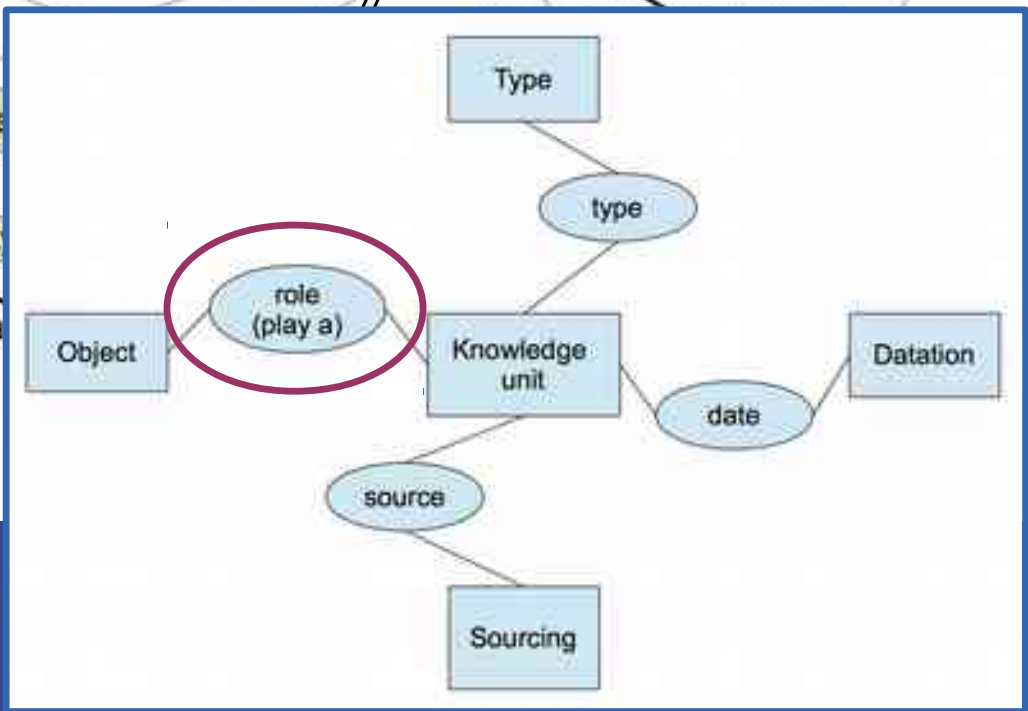 Type
type
role
(play a)
Object
Knowledge
unit
Datation
date
source
Sourcing